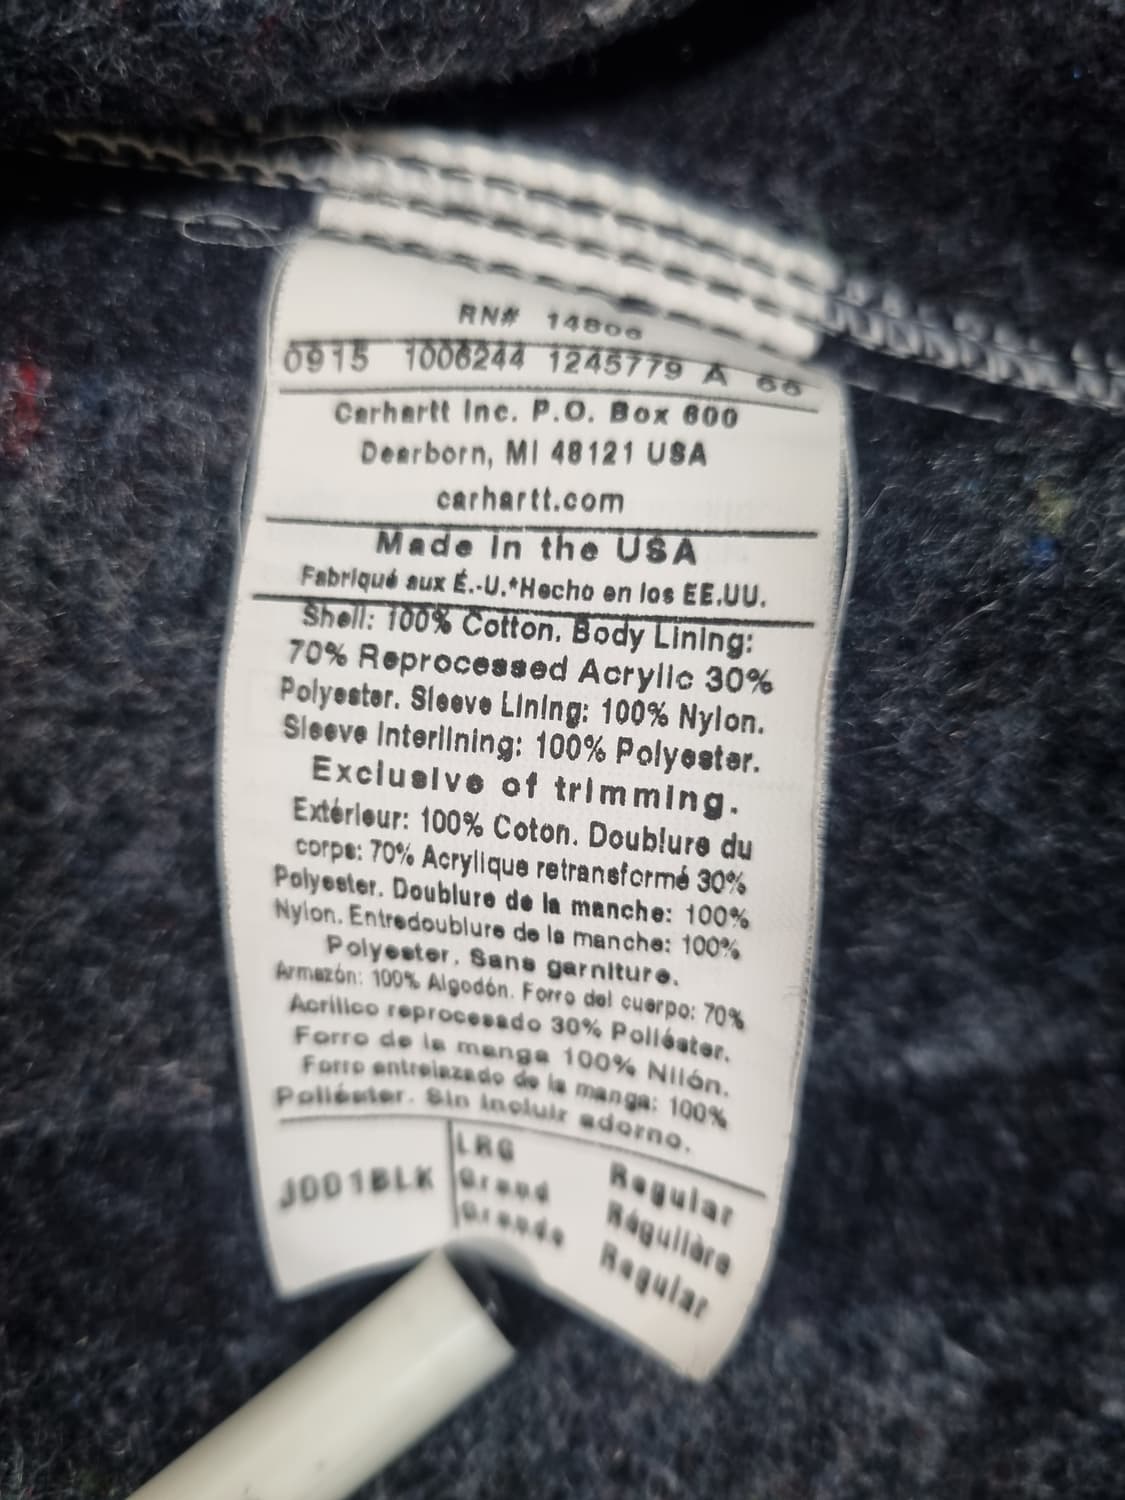 RN# 14806
0915 1006244 1245779 A 66
Carhartt Inc. P.O. Box 600
Dearborn, MI 48121 USA
carhartt.com
Made in the USA
Fabriqué aux É.-U.*Hecho en los EE.UU.
Shell: 100% Cotton. Body Lining:
70% Reprocessed Acrylic 30%
Polyester. Sleeve Lining: 100% Nylon.
Sleeve Interlining: 100% Polyester.
Exclusive of trimming.
Extérieur: 100% Coton. Doublure du
corps: 70% Acrylique retransformé 30%
Polyester. Doublure de la manche: 100%
Nylon. Entredoublure de la manche: 100%
Polyester. Sans garniture.
Armazón: 100% Algodón. Forro del cuerpo: 70%
Acrílico reprocesado 30% Poliéster.
Forro de la manga 100% Nilón.
Forro entrelazado de la manga: 100%
Poliéster. Sin incluir adorno.
J001BLK LRG Regular
Grand Régulière
Grande Regular